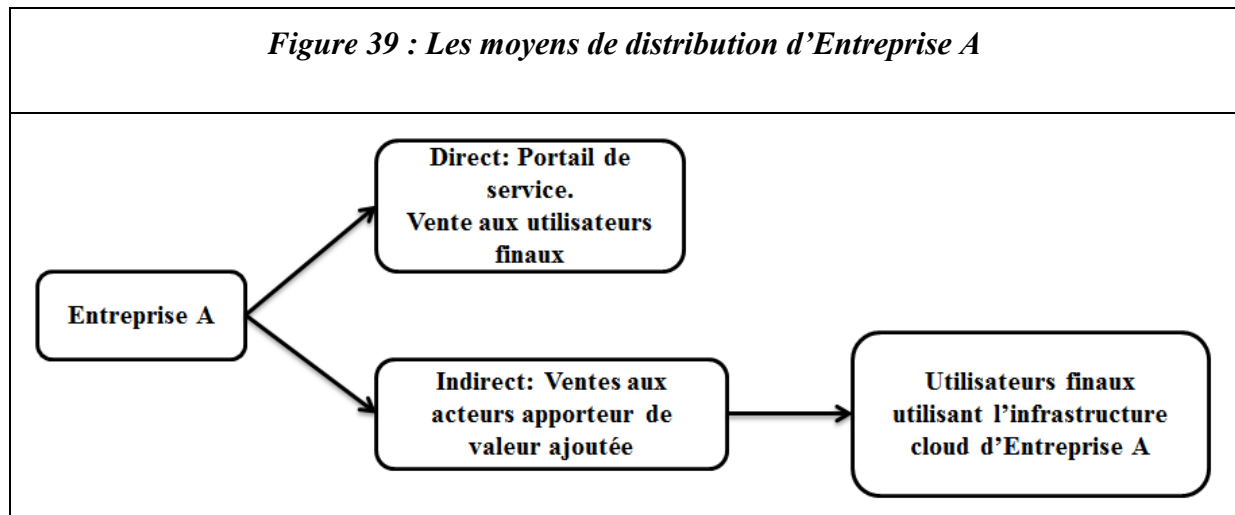 Figure 39 : Les moyens de distribution d’Entreprise A
Direct: Portail de
service.
Vente aux utilisateurs
finaux
Entreprise A
Indirect: Ventes aux
acteurs apporteur de
valeur ajoutée
Utilisateurs finaux
utilisant l’infrastructure
cloud d’Entreprise A